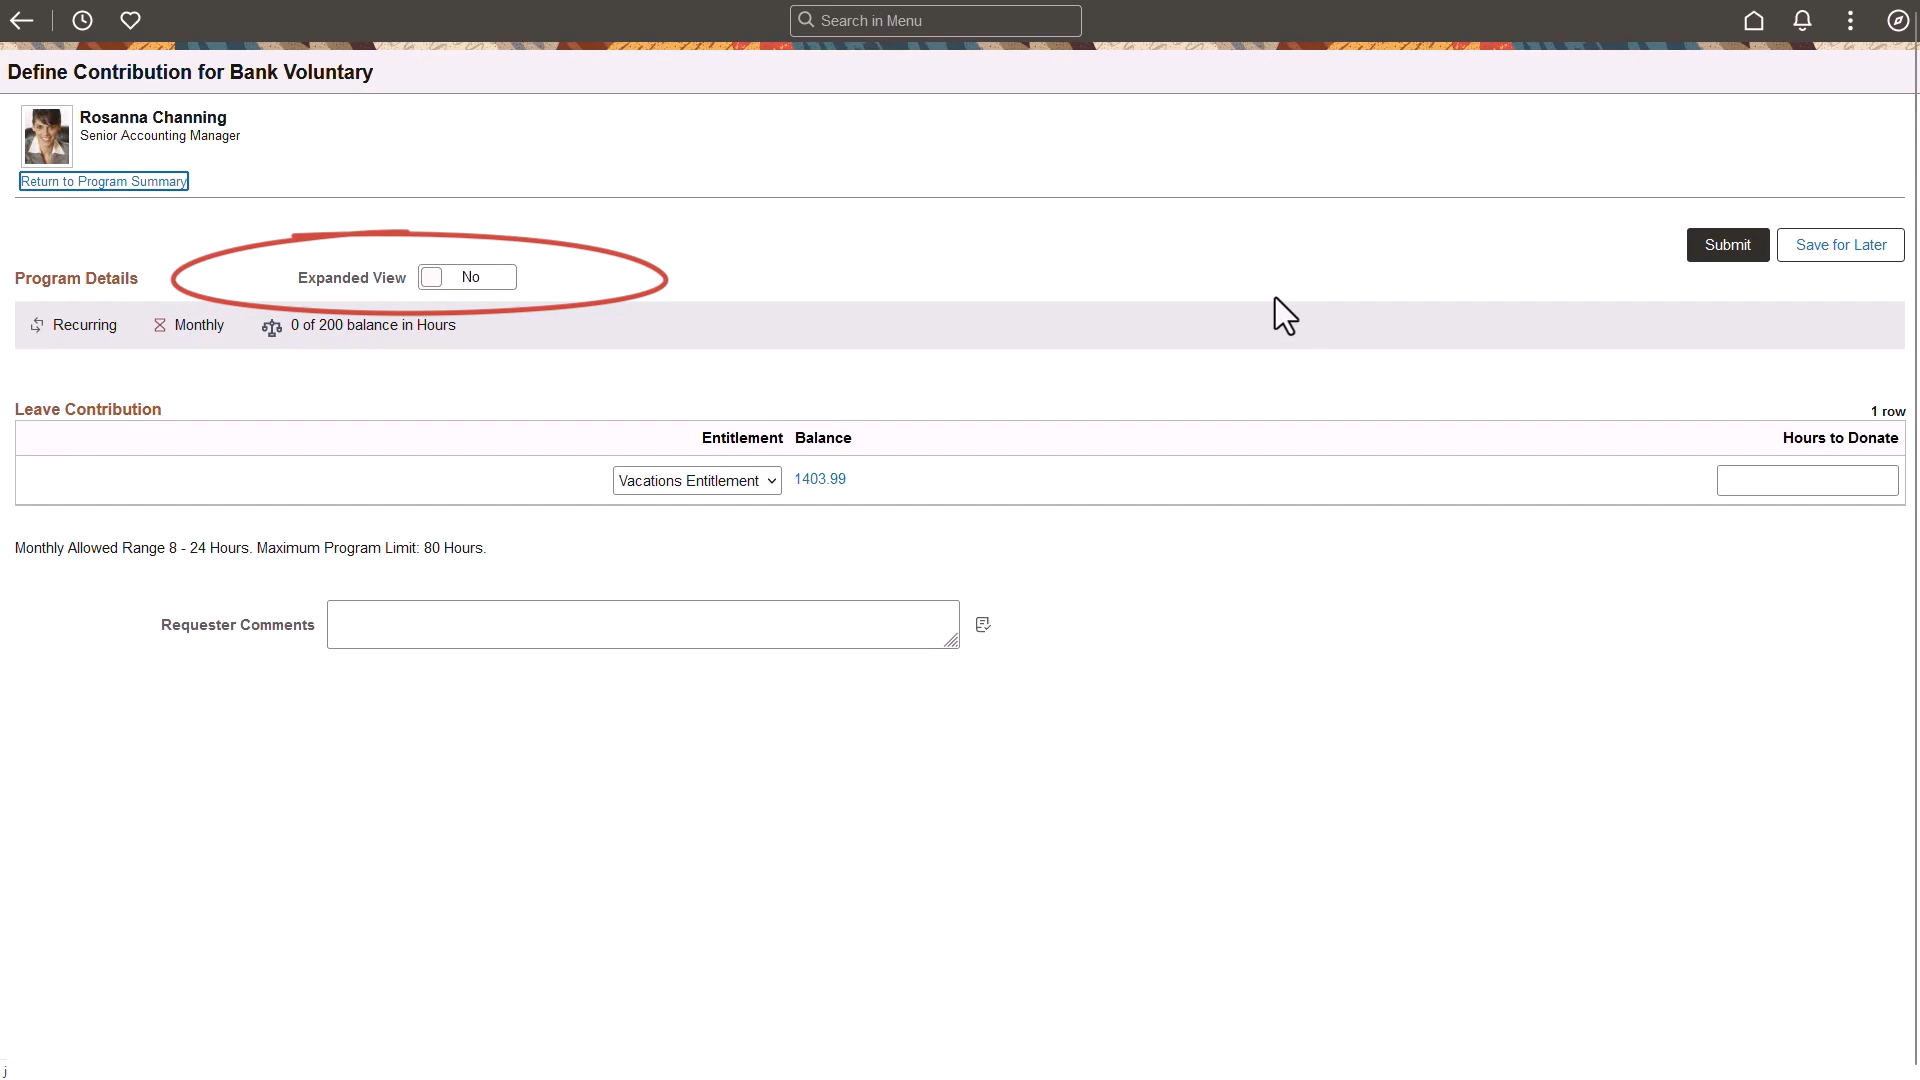 Search in Menu
Define Contribution for Bank Voluntary
Rosanna Channing
Senior Accounting Manager
Return to Program Summary
Submit
Save for Later
Program Details
Expanded View
No
Recurring
Monthly
0 of 200 balance in Hours
Leave Contribution
1 row
Entitlement
Balance
Hours to Donate
Vacations Entitlement
1403.99
Monthly Allowed Range 8 - 24 Hours. Maximum Program Limit: 80 Hours.
Requester Comments
j